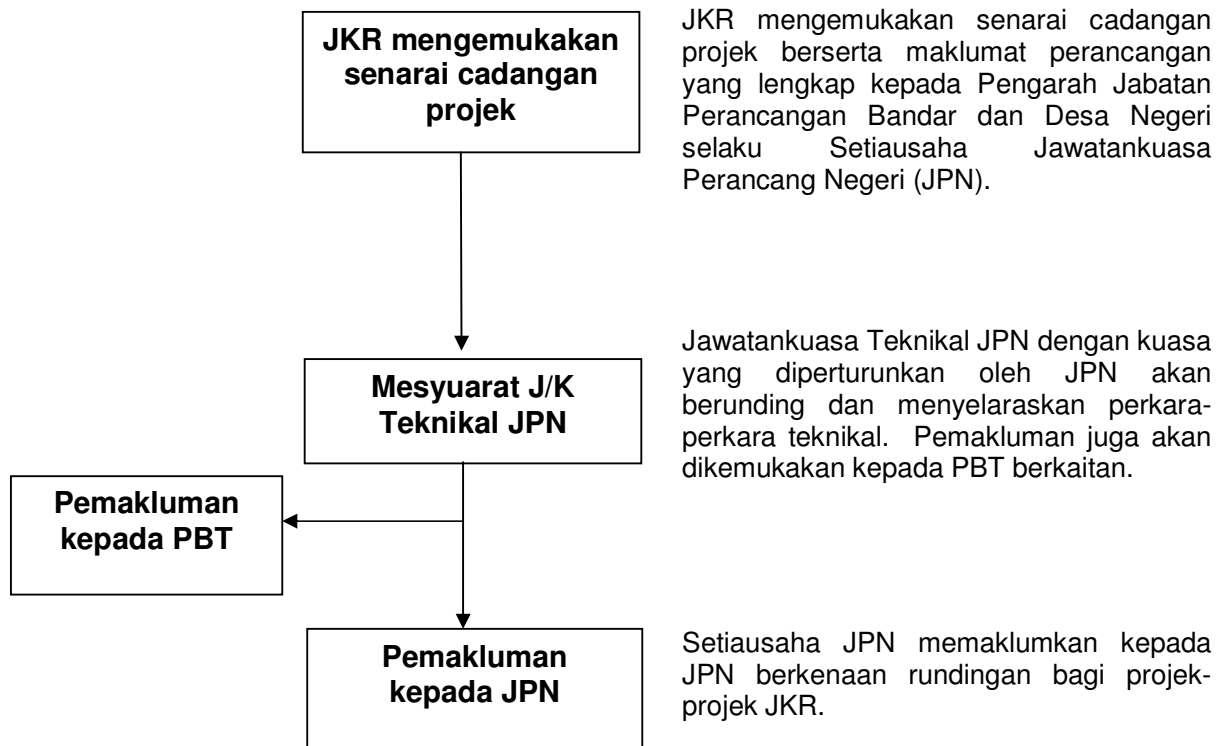 JKR mengemukakan
senarai cadangan
projek
JKR mengemukakan senarai cadangan
projek berserta maklumat perancangan
yang lengkap kepada Pengarah Jabatan
Perancangan Bandar dan Desa Negeri
selaku Setiausaha Jawatankuasa
Perancang Negeri (JPN).
Mesyuarat J/K
Teknikal JPN
Jawatankuasa Teknikal JPN dengan kuasa
yang diperturunkan oleh JPN akan
berunding dan menyelaraskan perkara-
perkara teknikal. Pemakluman juga akan
dikemukakan kepada PBT berkaitan.
Pemakluman
kepada PBT
Pemakluman
kepada JPN
Setiausaha JPN memaklumkan kepada
JPN berkenaan rundingan bagi projek-
projek JKR.